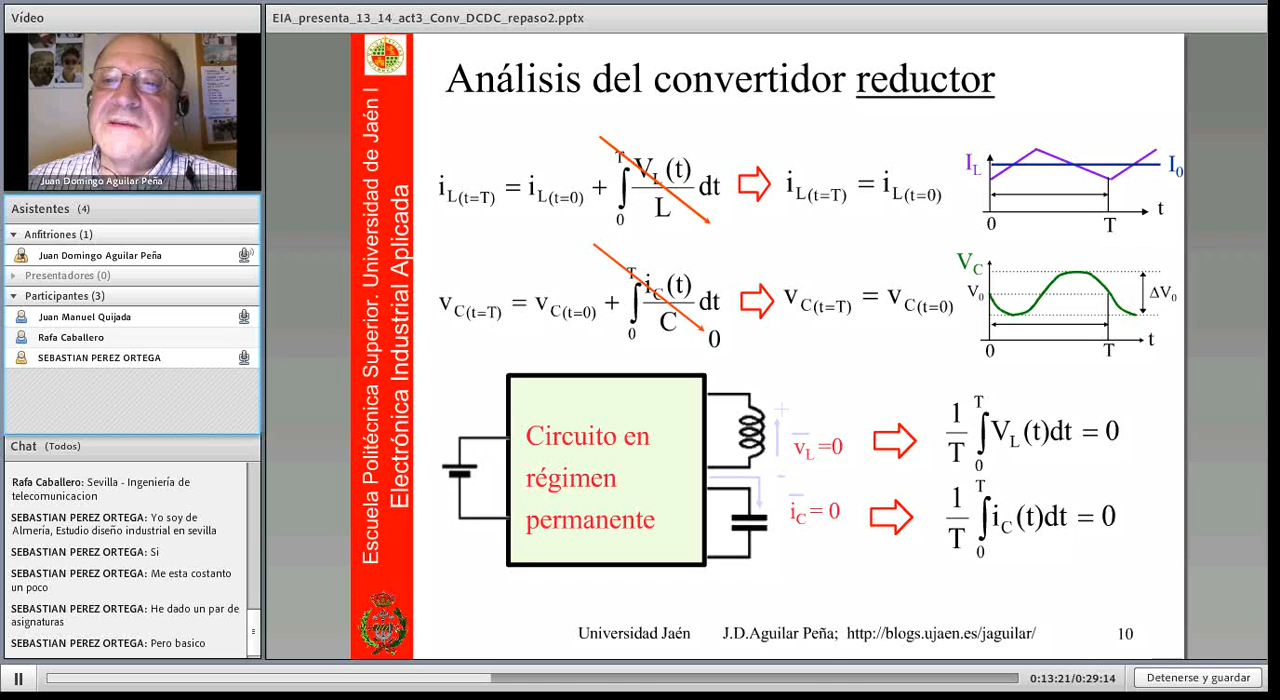 Vídeo
Juan Domingo Aguilar Peña
Asistentes (4)
Anfitriones (1)
Juan Domingo Aguilar Peña
Presentadores (0)
Participantes (3)
Juan Manuel Quijada
Rafa Caballero
SEBASTIAN PEREZ ORTEGA
Chat (Todos)
Rafa Caballero: Sevilla - Ingeniería de
telecomunicacion
SEBASTIAN PEREZ ORTEGA: Yo soy de
Almería, Estudio diseño industrial en sevilla
SEBASTIAN PEREZ ORTEGA: Si
SEBASTIAN PEREZ ORTEGA: Me esta costanto
un poco
SEBASTIAN PEREZ ORTEGA: He dado un par de
asignaturas
SEBASTIAN PEREZ ORTEGA: Pero basico
EIA_presenta_13_14_act3_Conv_DCDC_repaso2.pptx
Escuela Politécnica Superior. Universidad de Jaén I
Electrónica Industrial Aplicada
Análisis del convertidor reductor
i_L(t=T) = i_L(t=0) + ∫_0^T V_L(t)/L dt ⇨ i_L(t=T) = i_L(t=0)
I_L I_0
0 T t
v_C(t=T) = v_C(t=0) + ∫_0^T i_C(t)/C dt 0 ⇨ v_C(t=T) = v_C(t=0)
V_C V_0 ΔV_0
0 T t
Circuito en
régimen
permanente
+
v̅_L=0 ⇨ 1/T ∫_0^T V_L(t)dt = 0
-
i̅_C= 0 ⇨ 1/T ∫_0^T i_C(t)dt = 0
Universidad Jaén J.D.Aguilar Peña; http://blogs.ujaen.es/jaguilar/ 10
0:13:21/0:29:14
Detenerse y guardar